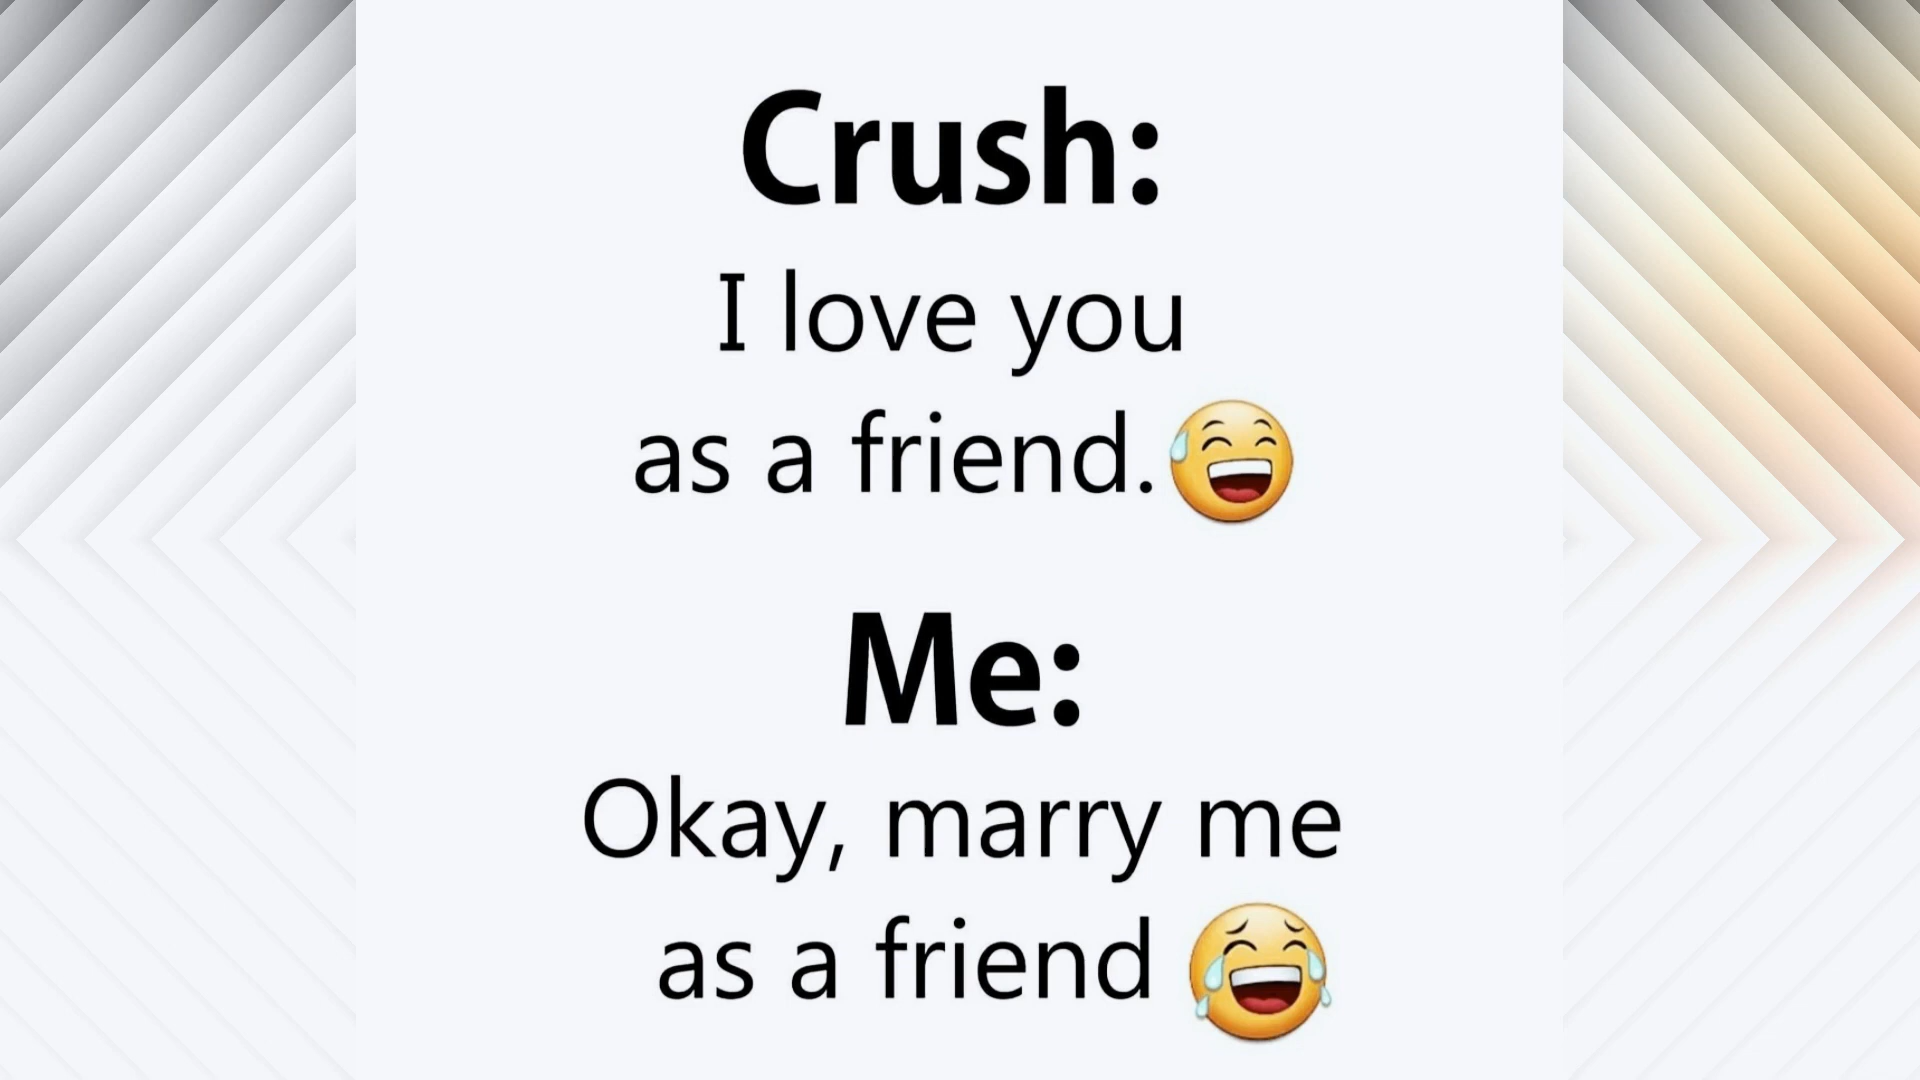 Crush:
I love you
as a friend.😅
Me:
Okay, marry me
as a friend 😂